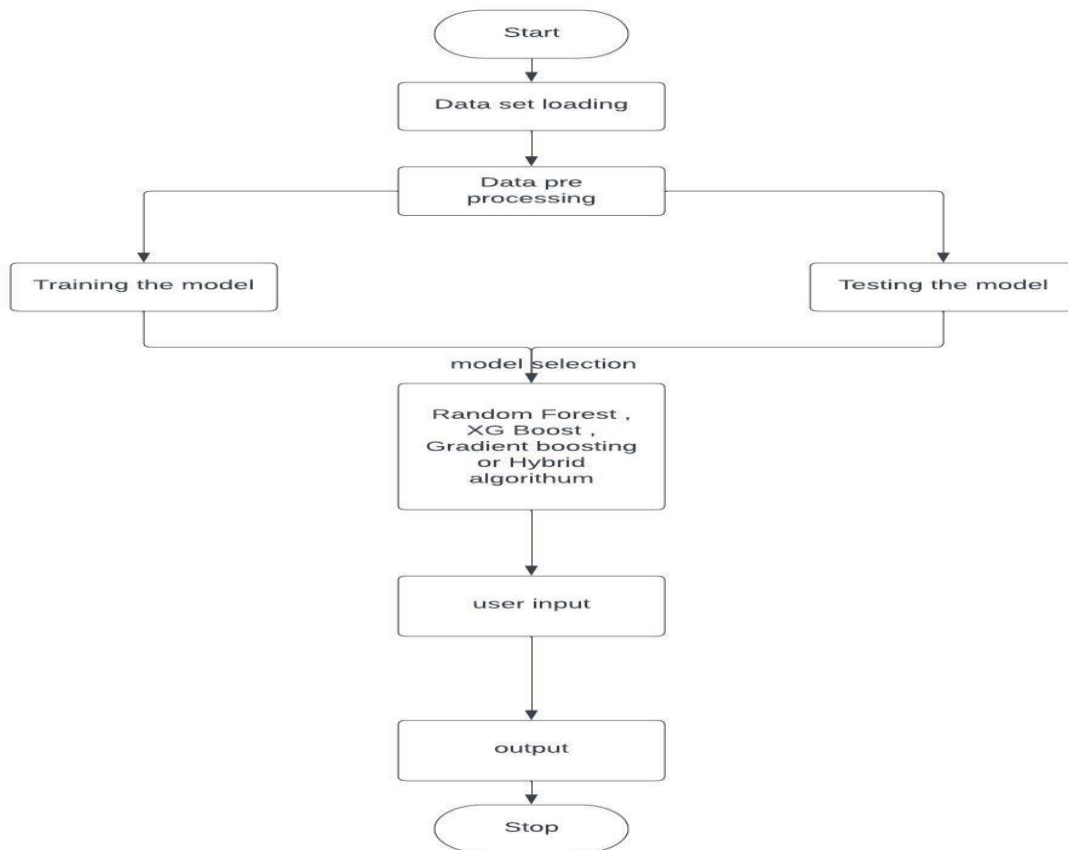 Start
Data set loading
Data pre
processing
Training the model
Testing the model
model selection
Random Forest ,
XG Boost ,
Gradient boosting
or Hybrid
algorithum
user input
output
Stop